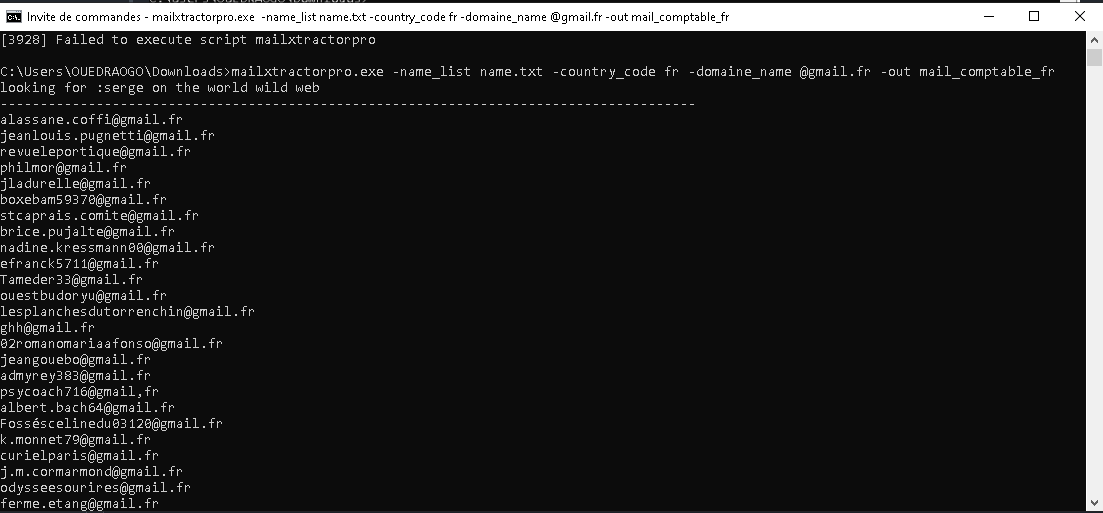 Invite de commandes - mailxtractorpro.exe -name_list name.txt -country_code fr -domaine_name @gmail.fr -out mail_comptable_fr
[3928] Failed to execute script mailxtractorpro
C:\Users\OUEDRAOGO\Downloads>mailxtractorpro.exe -name_list name.txt -country_code fr -domaine_name @gmail.fr -out mail_comptable_fr
looking for :serge on the world wild web
---------------------------------------------------------------------------------------
alassane.coffi@gmail.fr
jeanlouis.pugnetti@gmail.fr
revueleportique@gmail.fr
philmor@gmail.fr
jladurelle@gmail.fr
boxebam59370@gmail.fr
stcaprais.comite@gmail.fr
brice.pujalte@gmail.fr
nadine.kressmann00@gmail.fr
efranck5711@gmail.fr
Tameder33@gmail.fr
ouestbudoryu@gmail.fr
lesplanchesdutorrenchin@gmail.fr
ghh@gmail.fr
02romanomariaafonso@gmail.fr
jeangouebo@gmail.fr
admyrey383@gmail.fr
psycoach716@gmail,fr
albert.bach64@gmail.fr
Fosséscelinedu03120@gmail.fr
k.monnet79@gmail.fr
curielparis@gmail.fr
j.m.cormarmond@gmail.fr
odysseesourires@gmail.fr
ferme.etang@gmail.fr